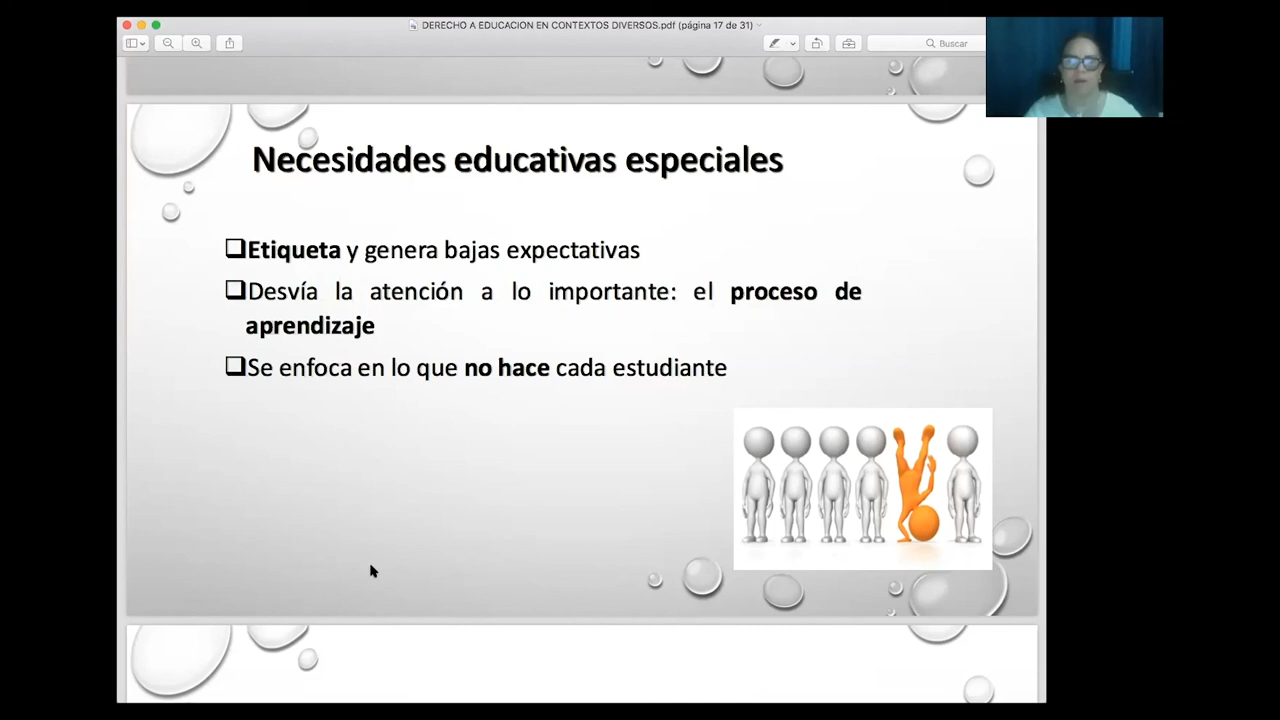 DERECHO A EDUCACION EN CONTEXTOS DIVERSOS.pdf (página 17 de 31)
Buscar
Necesidades educativas especiales
Etiqueta y genera bajas expectativas
Desvía la atención a lo importante: el proceso de
aprendizaje
Se enfoca en lo que no hace cada estudiante